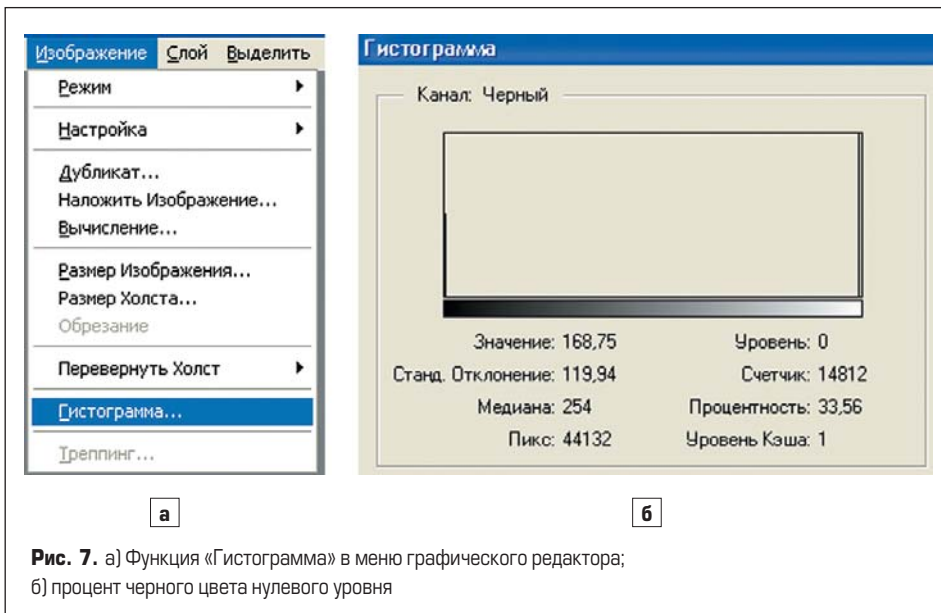 Изображение Слой Выделить
Режим
Настройка
Дубликат...
Наложить Изображение...
Вычисление...
Размер Изображения...
Размер Холста...
Обрезание
Перевернуть Холст
Гистограмма...
Треппинг...
а
Гистограмма
Канал: Черный
Значение: 168,75
Станд. Отклонение: 119,94
Медиана: 254
Пикс: 44132
Уровень: 0
Счетчик: 14812
Процентность: 33,56
Уровень Кэша: 1
б
Рис. 7. а) Функция «Гистограмма» в меню графического редактора;
б) процент черного цвета нулевого уровня